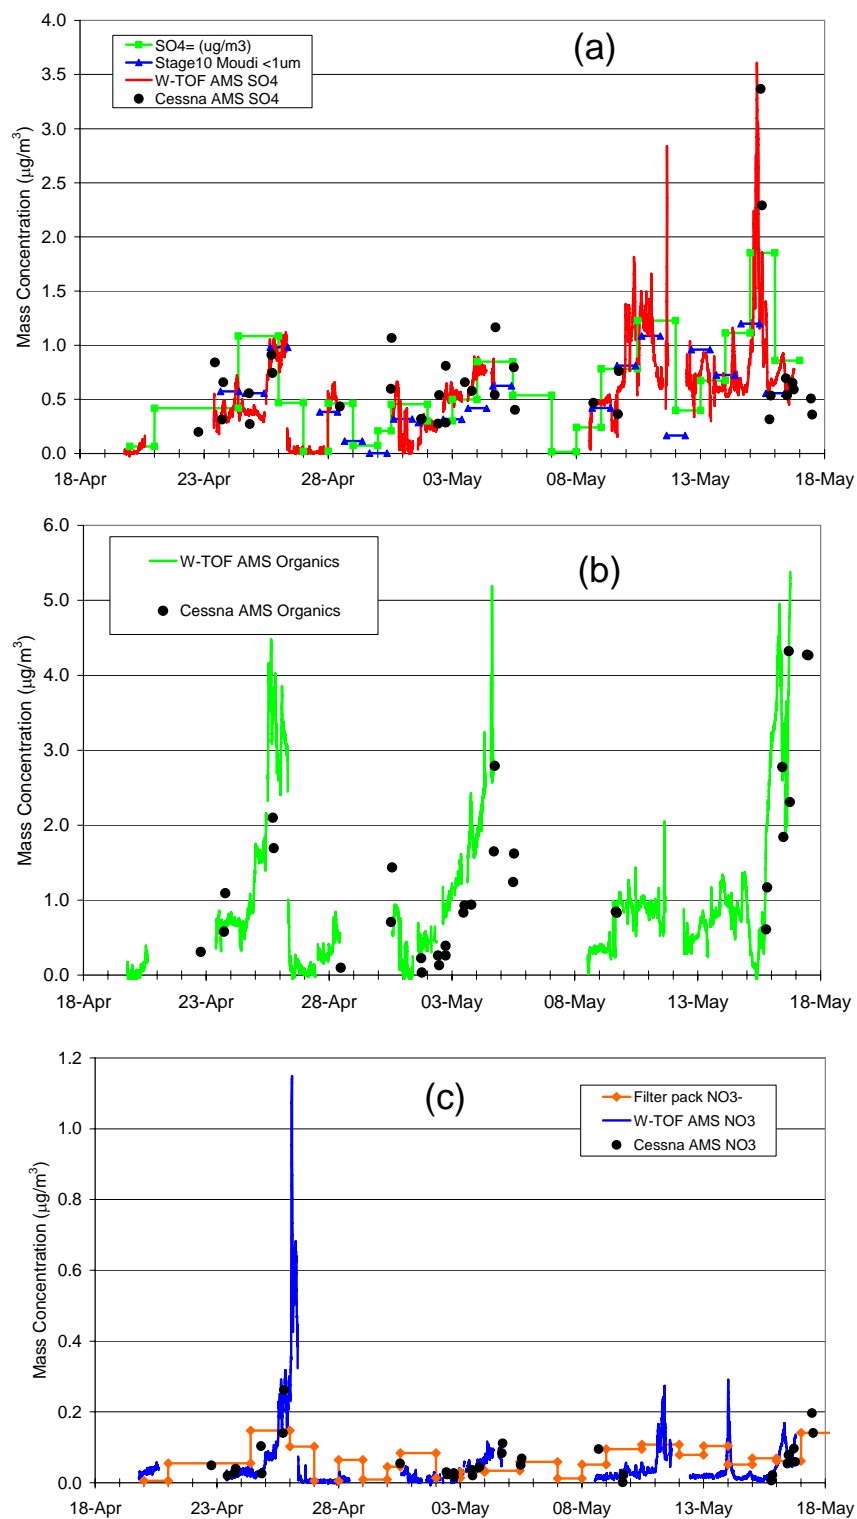 (a)
SO4= (ug/m3)
Stage10 Moudi <1um
W-TOF AMS SO4
Cessna AMS SO4
Mass Concentration (µg/m³)
4.0
3.5
3.0
2.5
2.0
1.5
1.0
0.5
0.0
18-Apr 23-Apr 28-Apr 03-May 08-May 13-May 18-May
(b)
W-TOF AMS Organics
Cessna AMS Organics
Mass Concentration (µg/m³)
6.0
5.0
4.0
3.0
2.0
1.0
0.0
18-Apr 23-Apr 28-Apr 03-May 08-May 13-May 18-May
(c)
Filter pack NO3-
W-TOF AMS NO3
Cessna AMS NO3
Mass Concentration (µg/m³)
1.2
1.0
0.8
0.6
0.4
0.2
0.0
18-Apr 23-Apr 28-Apr 03-May 08-May 13-May 18-May